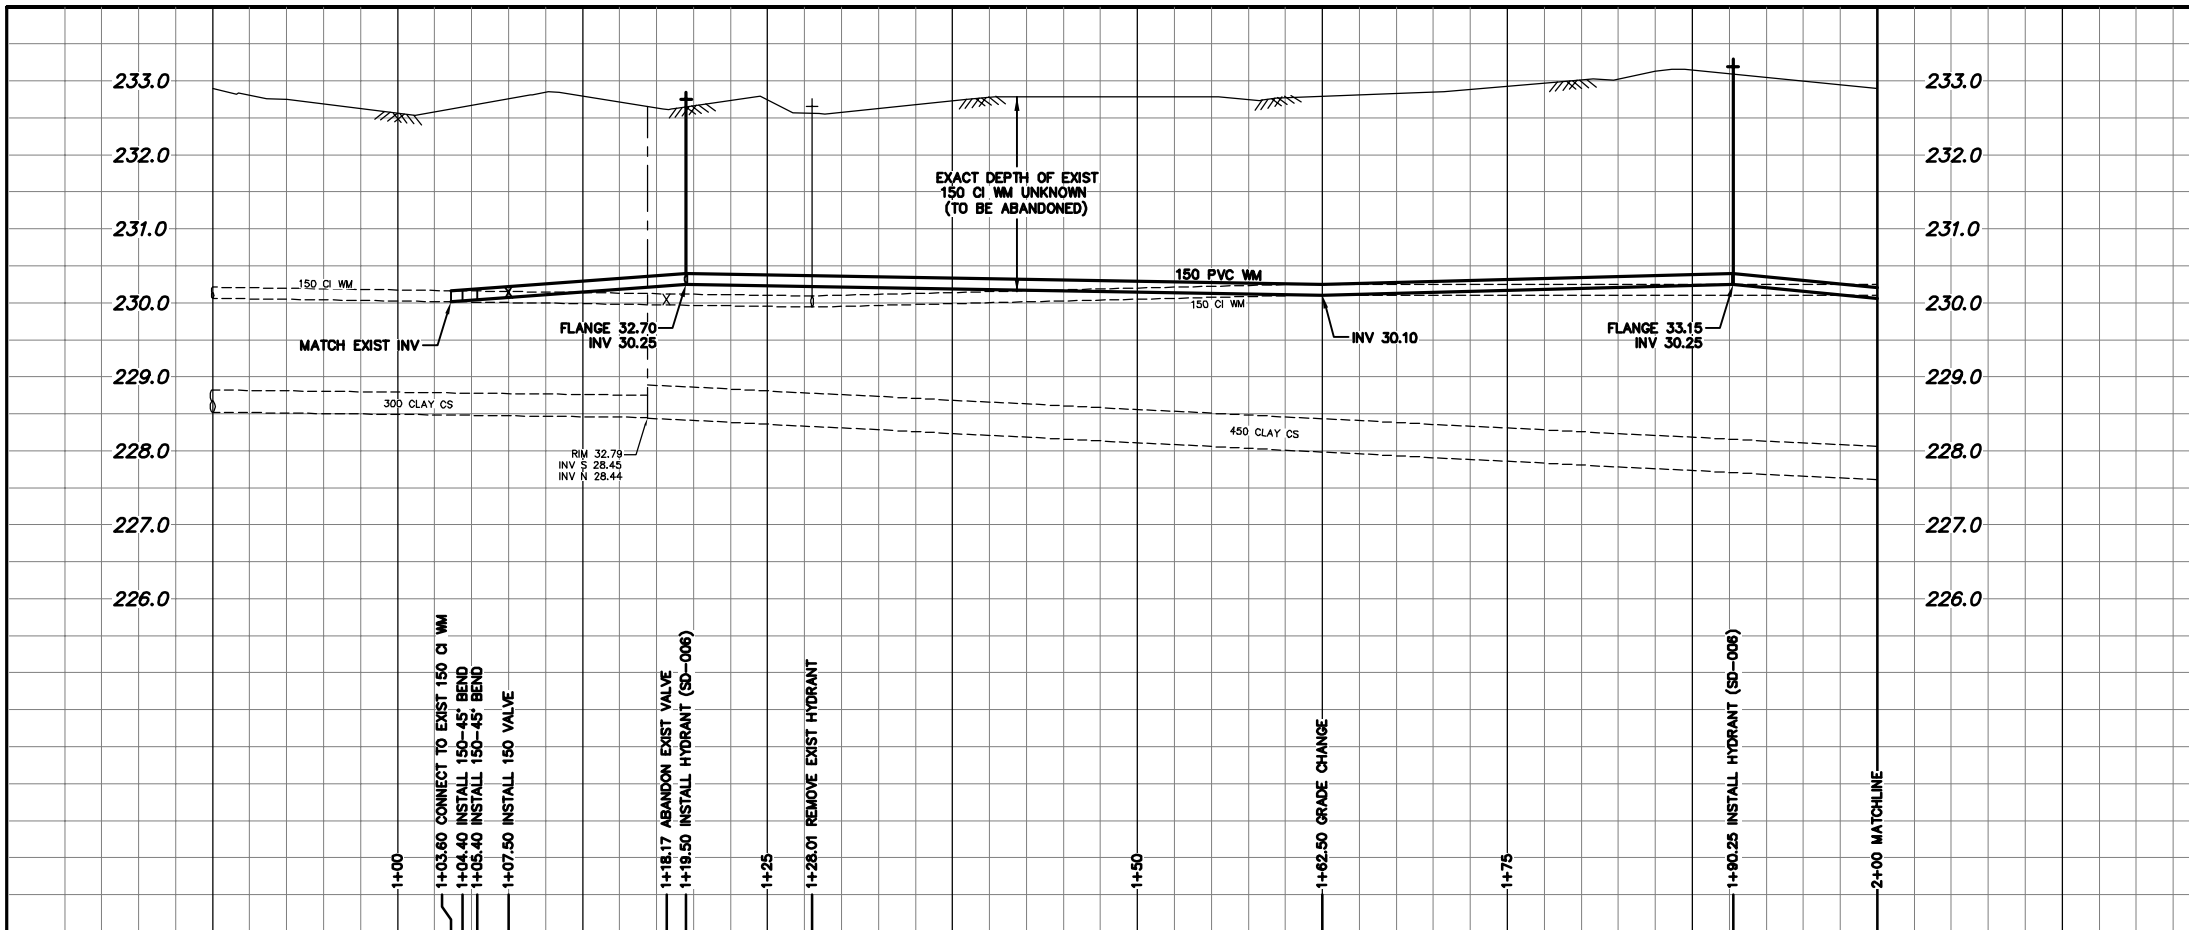 233.0
233.0
232.0
232.0
EXACT DEPTH OF EXIST
150 CI WM UNKNOWN
(TO BE ABANDONED)
231.0
231.0
150 CI WM
150 PVC WM
230.0
150 CI WM
230.0
MATCH EXIST INV
FLANGE 32.70
INV 30.25
INV 30.10
FLANGE 33.15
INV 30.25
229.0
229.0
300 CLAY CS
450 CLAY CS
228.0
228.0
RIM 32.79
INV S 28.45
INV N 28.44
227.0
227.0
226.0
226.0
1+00
1+03.60 CONNECT TO EXIST 150 CI WM
1+04.40 INSTALL 150-45° BEND
1+05.40 INSTALL 150-45° BEND
1+07.50 INSTALL 150 VALVE
1+18.17 ABANDON EXIST VALVE
1+19.50 INSTALL HYDRANT (SD-006)
1+25
1+28.01 REMOVE EXIST HYDRANT
1+50
1+62.50 GRADE CHANGE
1+75
1+90.25 INSTALL HYDRANT (SD-006)
2+00 MATCHLINE